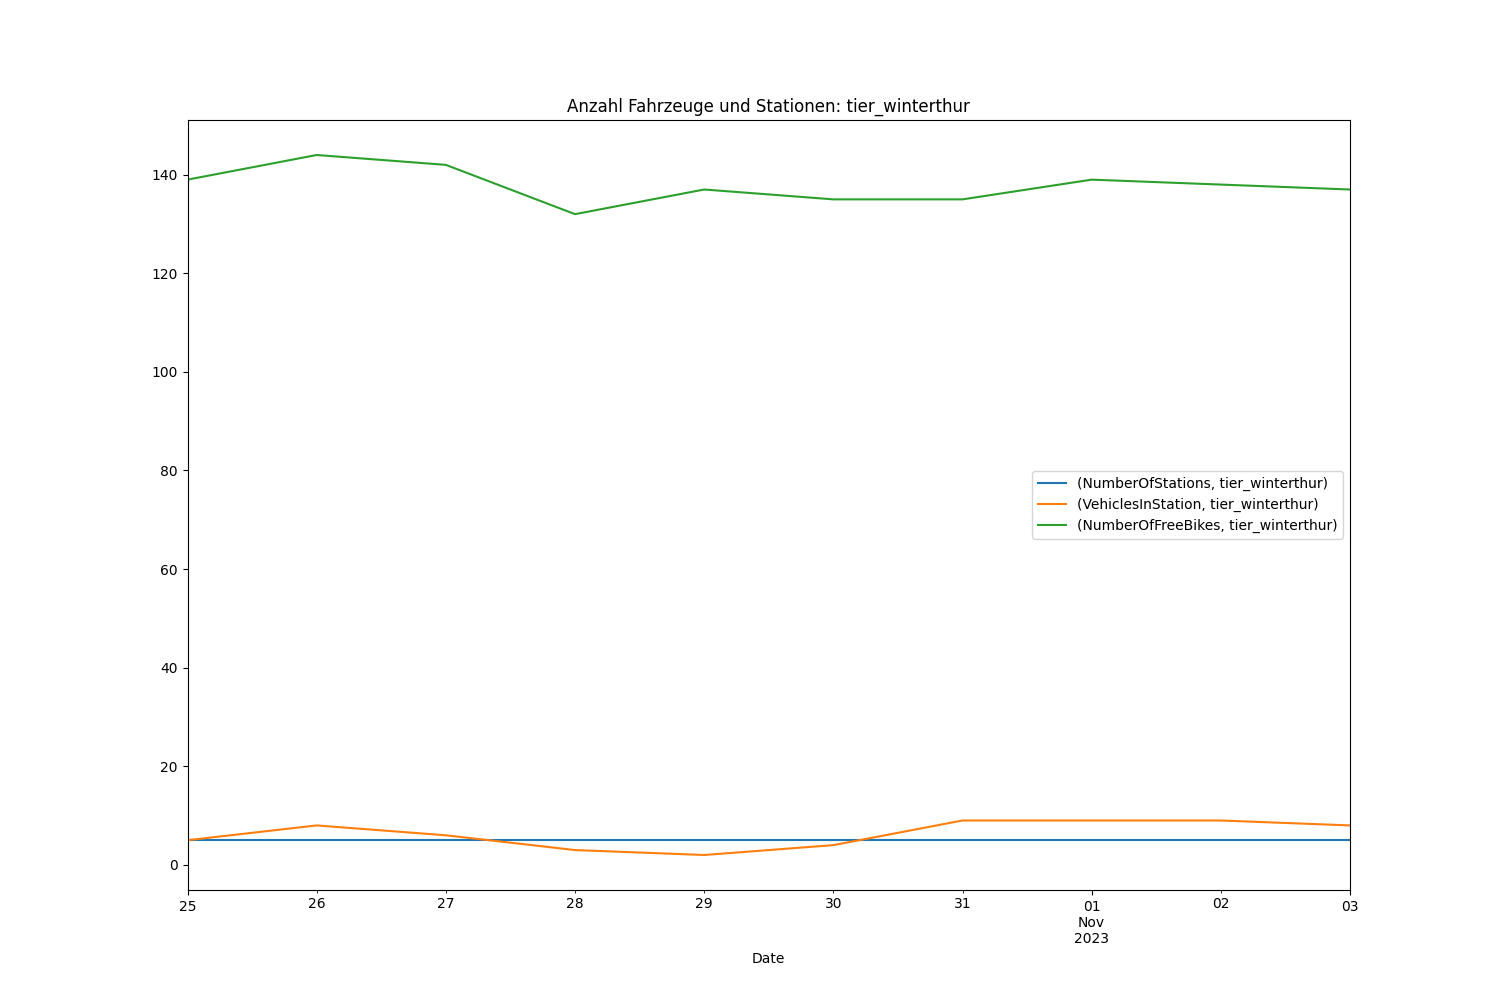 Anzahl Fahrzeuge und Stationen: tier_winterthur
140
120
100
80
60
40
20
0
(NumberOfStations, tier_winterthur)
(VehiclesInStation, tier_winterthur)
(NumberOfFreeBikes, tier_winterthur)
25 26 27 28 29 30 31 01 02 03
Nov
2023
Date